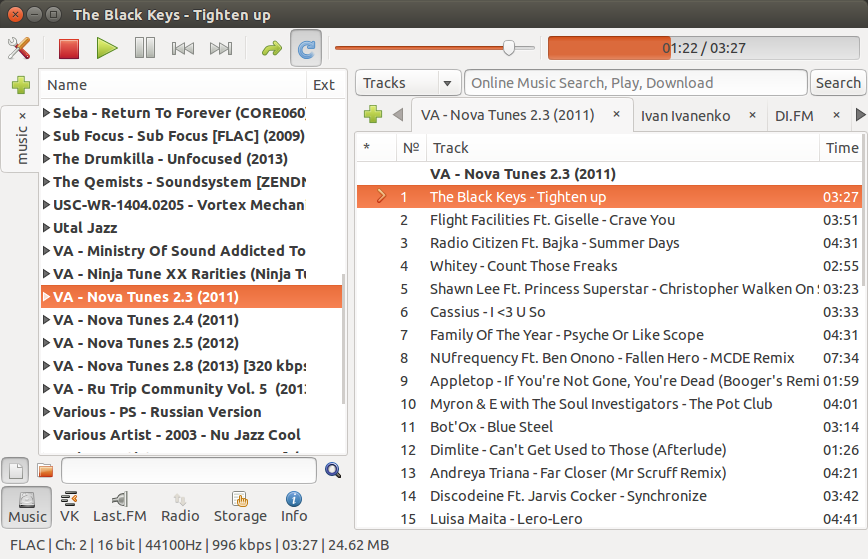 The Black Keys - Tighten up
01:22 / 03:27
Name Ext
Seba - Return To Forever (CORE060)
Sub Focus - Sub Focus [FLAC] (2009)
The Drumkilla - Unfocused (2013)
The Qemists - Soundsystem [ZENDN
USC-WR-1404.0205 - Vortex Mechan
Utal Jazz
VA - Ministry Of Sound Addicted To
VA - Ninja Tune XX Rarities (Ninja Tu
VA - Nova Tunes 2.3 (2011)
VA - Nova Tunes 2.4 (2011)
VA - Nova Tunes 2.5 (2012)
VA - Nova Tunes 2.8 (2013) [320 kbps
VA - Ru Trip Community Vol. 5 (2012
Various - PS - Russian Version
Various Artist - 2003 - Nu Jazz Cool
music ×
Music VK Last.FM Radio Storage Info
Tracks Online Music Search, Play, Download Search
VA - Nova Tunes 2.3 (2011) × Ivan Ivanenko × DI.FM ×
* № Track Time
VA - Nova Tunes 2.3 (2011)
1 The Black Keys - Tighten up 03:27
2 Flight Facilities Ft. Giselle - Crave You 03:51
3 Radio Citizen Ft. Bajka - Summer Days 04:31
4 Whitey - Count Those Freaks 02:55
5 Shawn Lee Ft. Princess Superstar - Christopher Walken On S 03:23
6 Cassius - I <3 U So 03:33
7 Family Of The Year - Psyche Or Like Scope 04:31
8 NUfrequency Ft. Ben Onono - Fallen Hero - MCDE Remix 07:34
9 Appletop - If You're Not Gone, You're Dead (Booger's Remi 01:59
10 Myron & E with The Soul Investigators - The Pot Club 04:01
11 Bot'Ox - Blue Steel 03:14
12 Dimlite - Can't Get Used to Those (Afterlude) 01:26
13 Andreya Triana - Far Closer (Mr Scruff Remix) 04:21
14 Discodeine Ft. Jarvis Cocker - Synchronize 03:42
15 Luisa Maita - Lero-Lero 04:41
FLAC | Ch: 2 | 16 bit | 44100Hz | 996 kbps | 03:27 | 24.62 MB